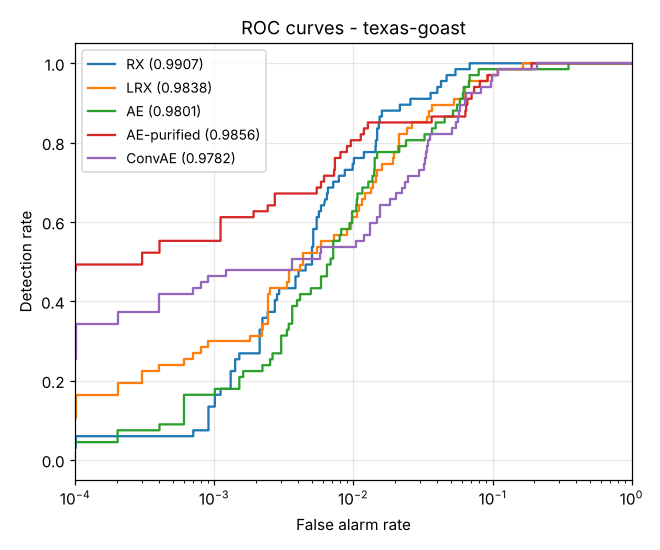 ROC curves - texas-goast
RX (0.9907)
LRX (0.9838)
AE (0.9801)
AE-purified (0.9856)
ConvAE (0.9782)
Detection rate
1.0
0.8
0.6
0.4
0.2
0.0
10⁻⁴
10⁻³
10⁻²
10⁻¹
10⁰
False alarm rate